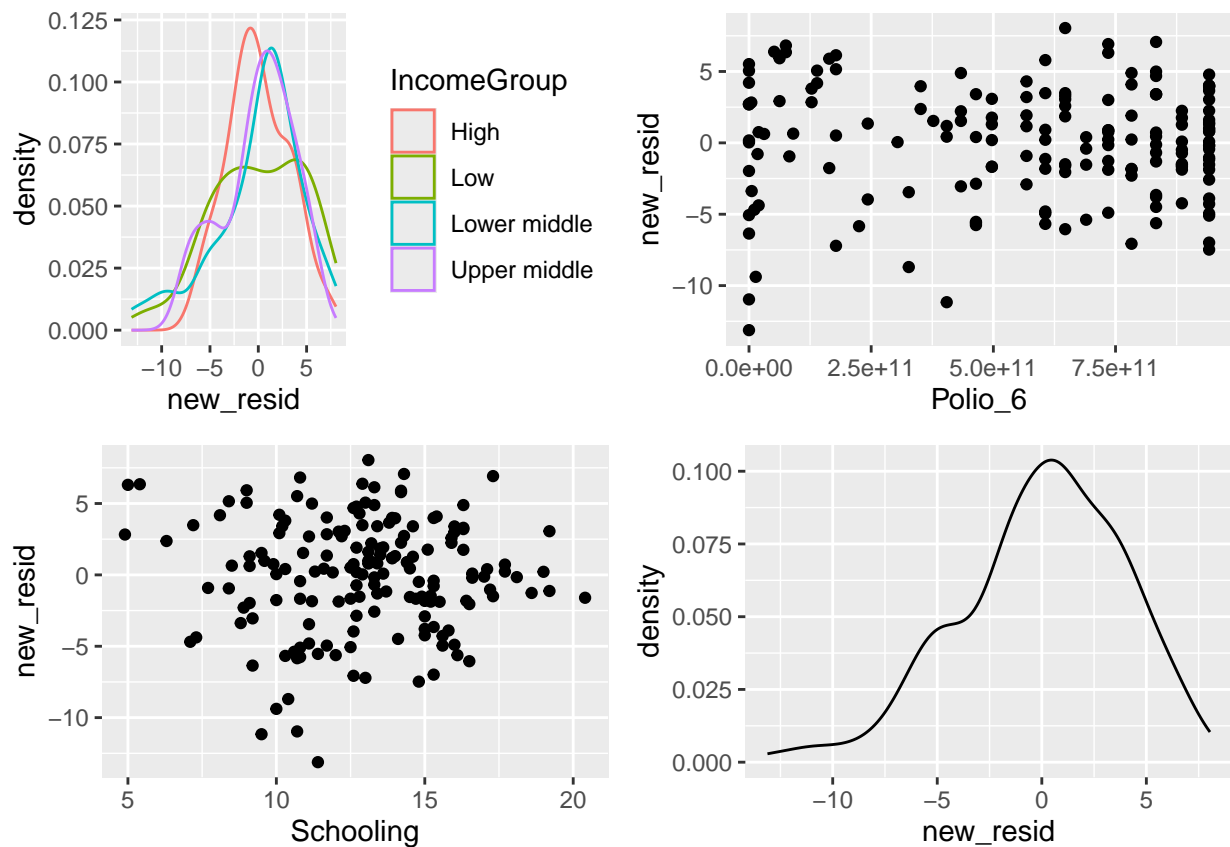 0.125
0.100
0.075
0.050
0.025
0.000
density
−10 −5 0 5
new_resid
IncomeGroup
High
Low
Lower middle
Upper middle
5
0
−5
−10
new_resid
0.0e+00 2.5e+11 5.0e+11 7.5e+11
Polio_6
5
0
−5
−10
new_resid
5 10 15 20
Schooling
0.100
0.075
0.050
0.025
0.000
density
−10 −5 0 5
new_resid